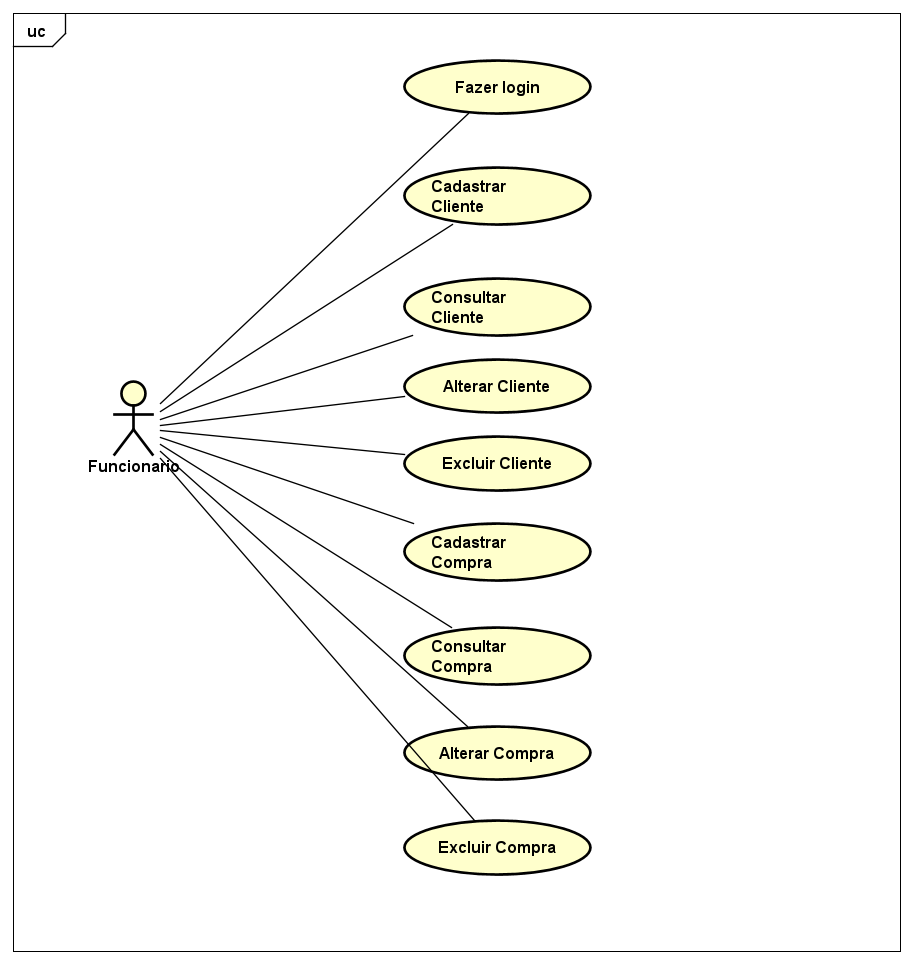 uc
Fazer login
Cadastrar
Cliente
Consultar
Cliente
Alterar Cliente
Excluir Cliente
Funcionario
Cadastrar
Compra
Consultar
Compra
Alterar Compra
Excluir Compra